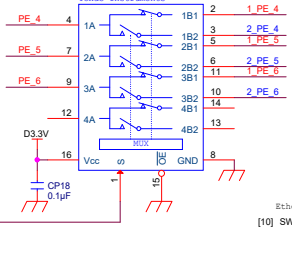 PE_4 4 1A 1B1 2 1_PE_4
1B2 3 2_PE_4
PE_5 7 2A 2B1 5 1_PE_5
2B2 6 2_PE_5
PE_6 9 3A 3B1 11 1_PE_6
3B2 10 2_PE_6
12 4A 4B1 14
4B2 13
D3.3V MUX
16 Vcc S OE GND 8
1 15
CP18
0.1µF
Eth
[10] SW